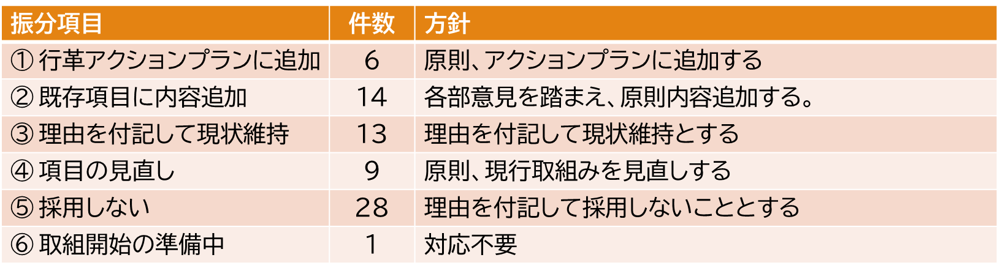 振分項目 件数 方針
① 行革アクションプランに追加 6 原則、アクションプランに追加する
② 既存項目に内容追加 14 各部意見を踏まえ、原則内容追加する。
③ 理由を付記して現状維持 13 理由を付記して現状維持とする
④ 項目の見直し 9 原則、現行取組みを見直しする
⑤ 採用しない 28 理由を付記して採用しないこととする
⑥ 取組開始の準備中 1 対応不要